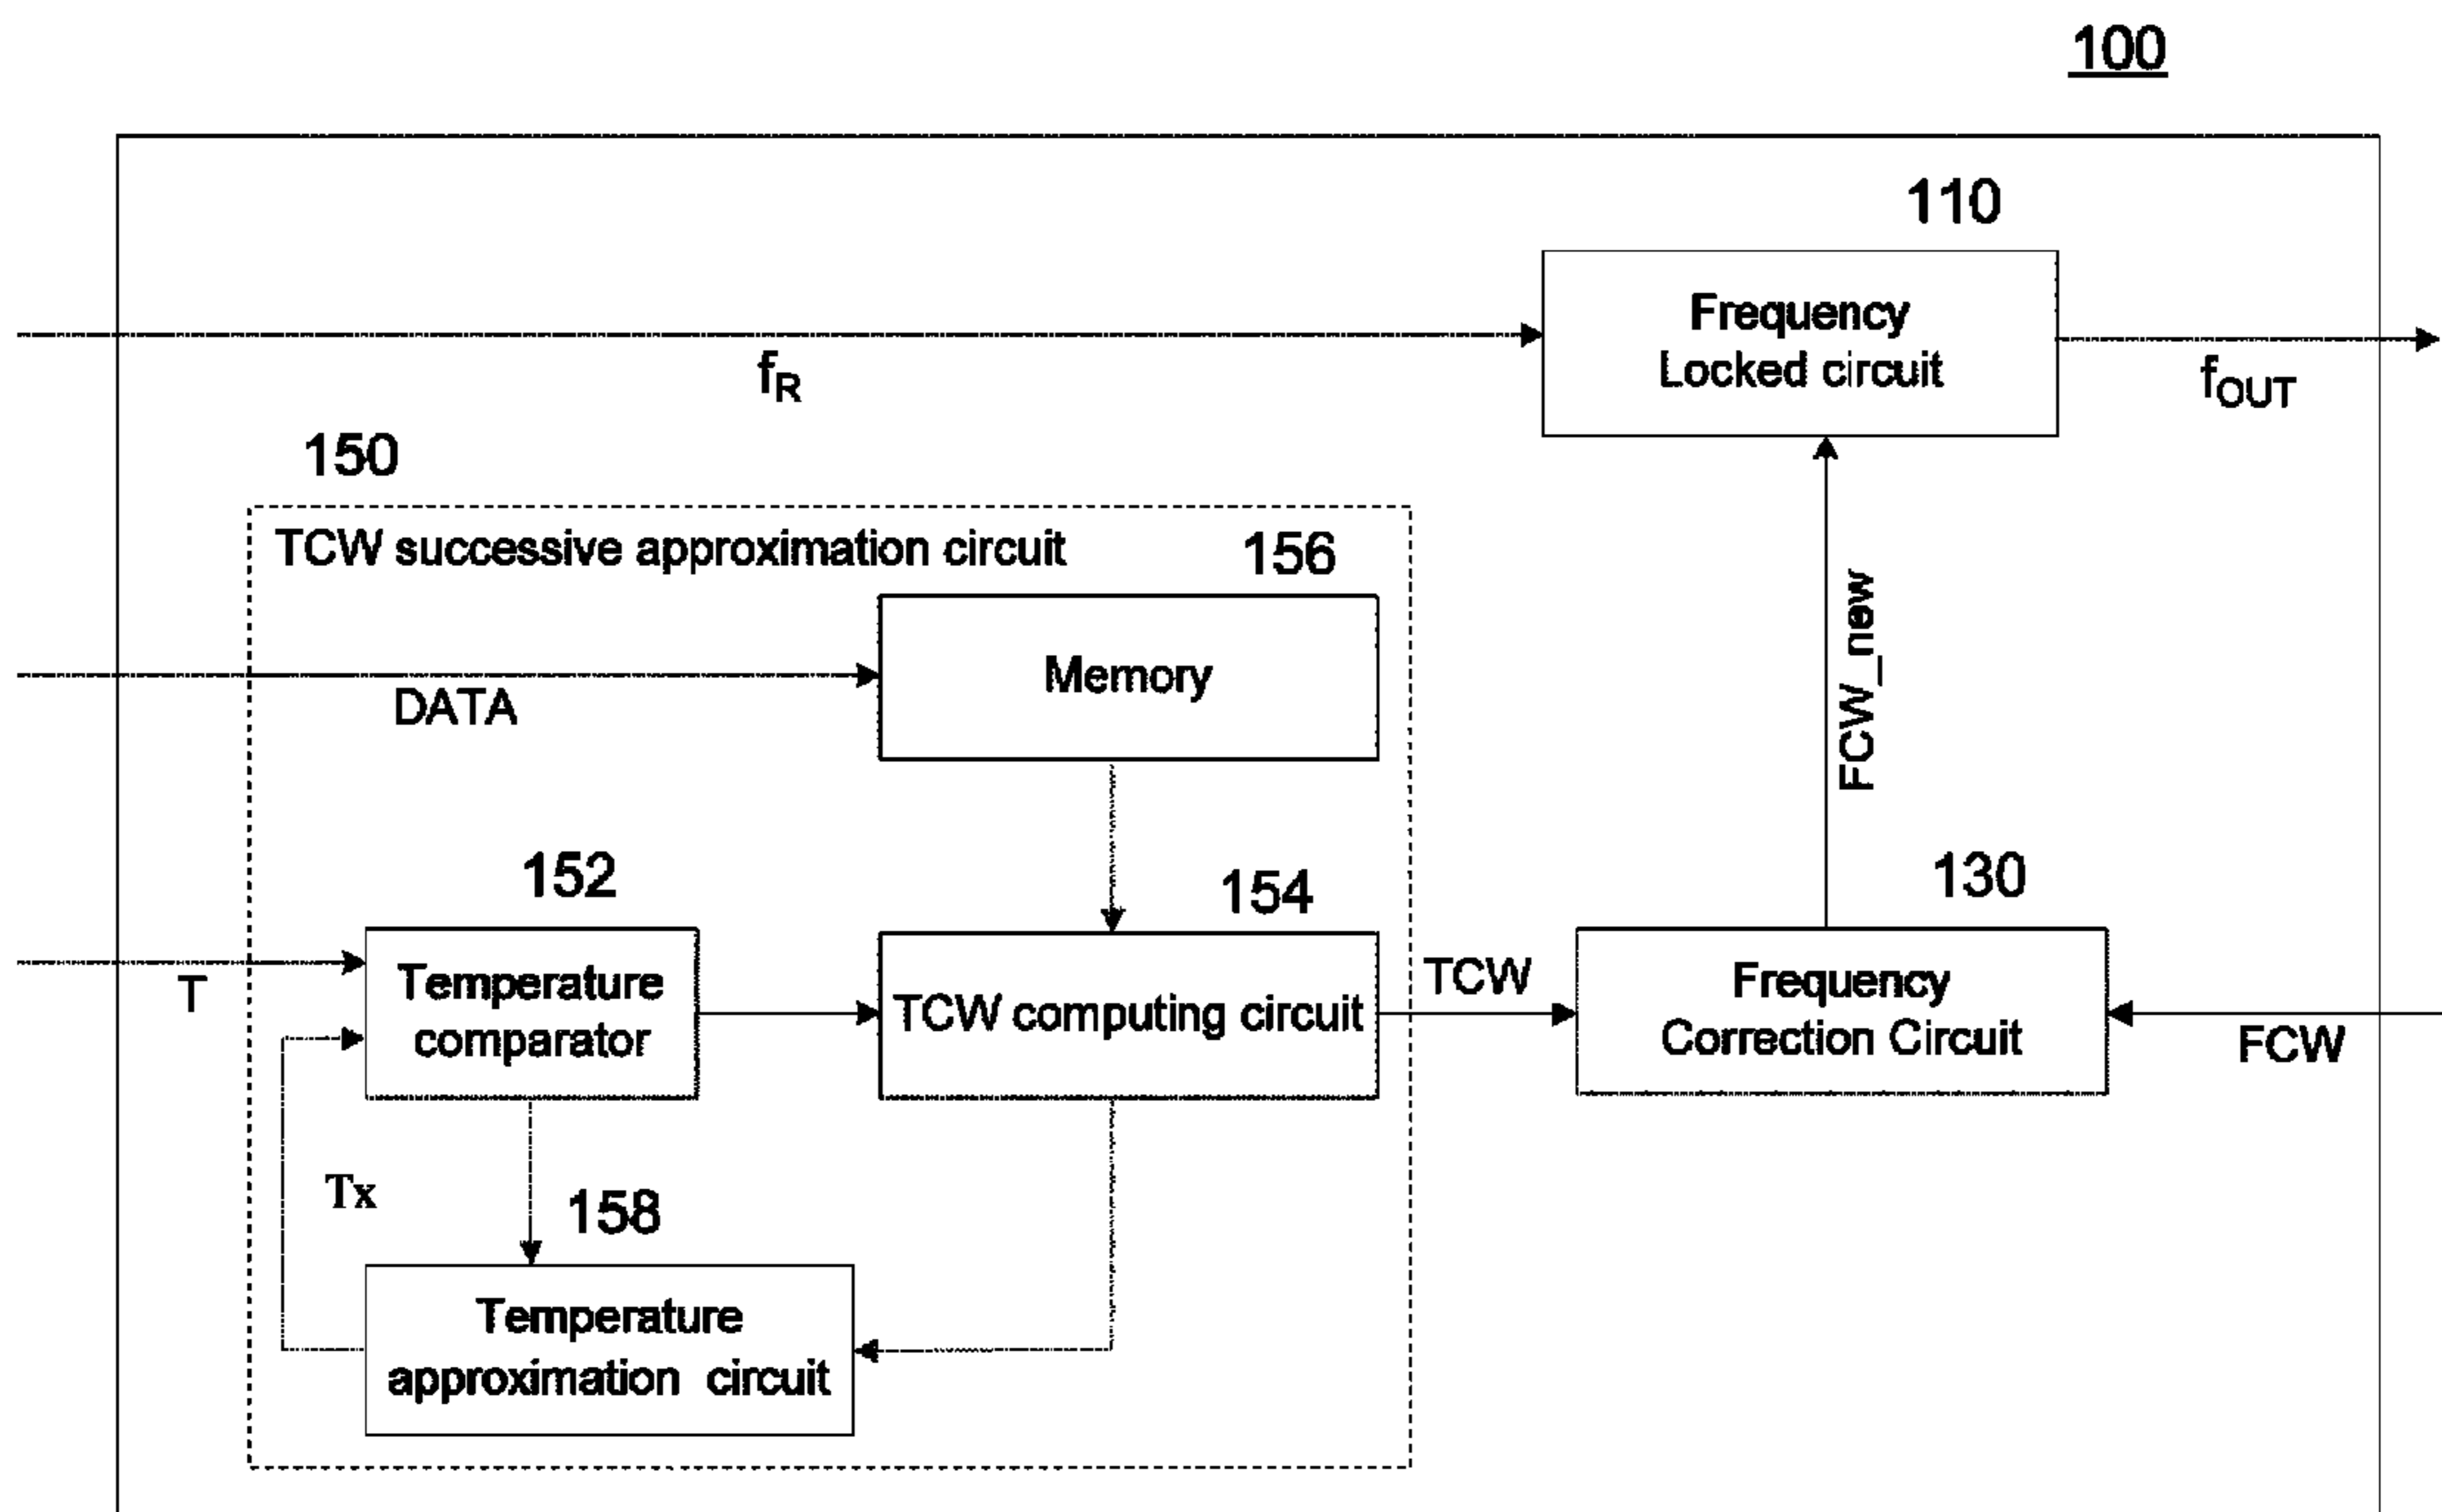 100
110
Frequency
Locked circuit
fR
fOUT
150
TCW successive approximation circuit
156
Memory
DATA
FCW_new
152
154
130
Temperature
comparator
T
TCW computing circuit
TCW
Frequency
Correction Circuit
FCW
Tx
158
Temperature
approximation circuit